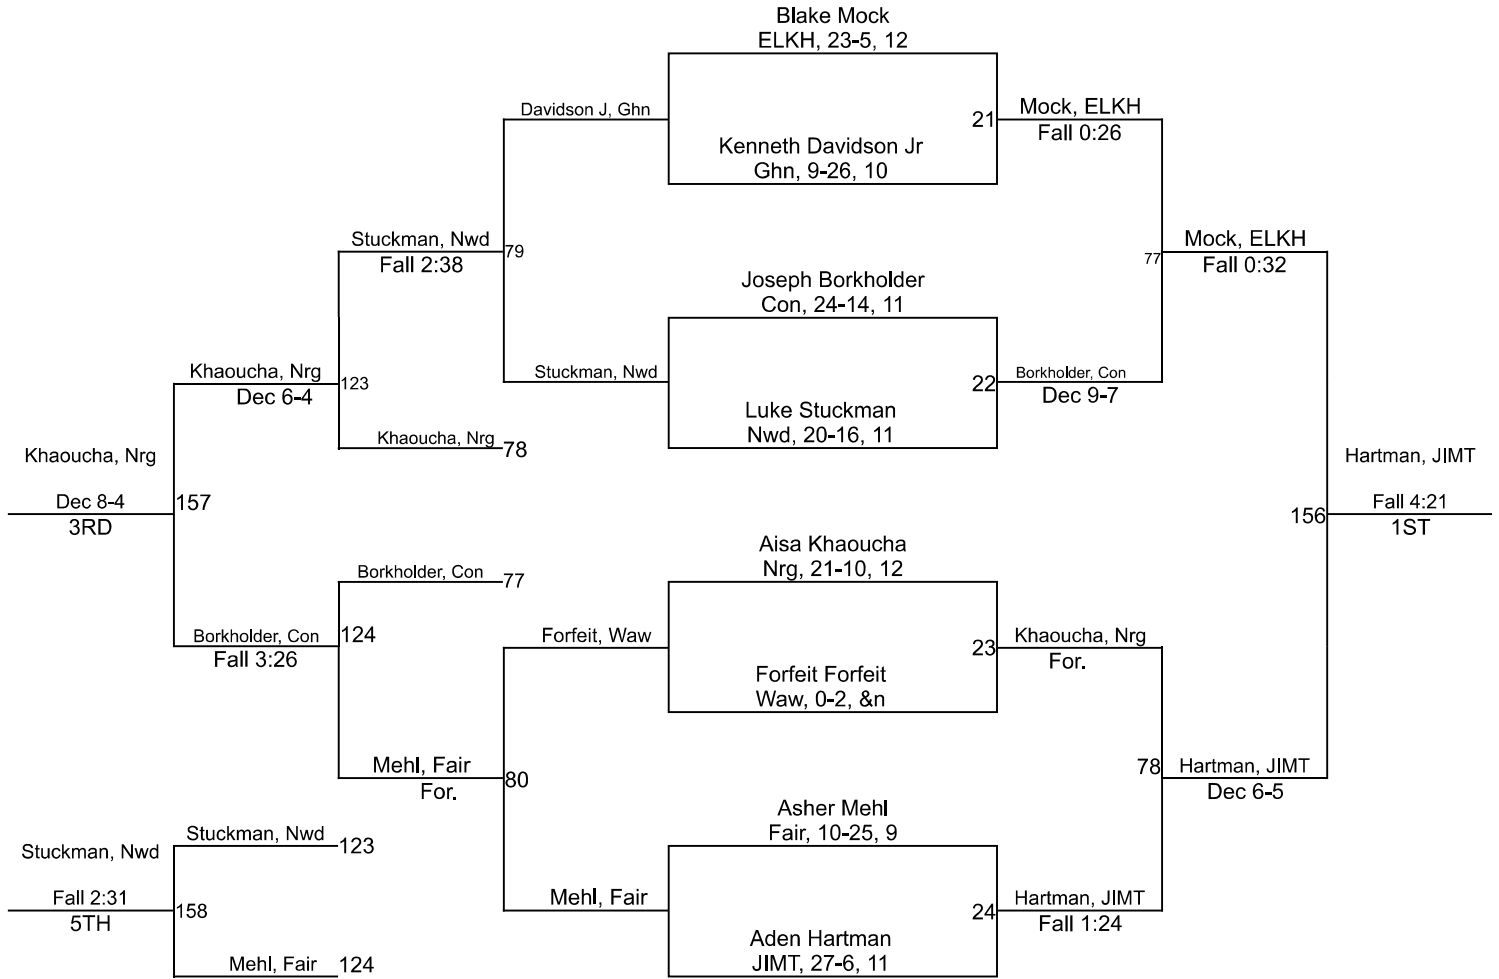 Blake Mock
ELKH, 23-5, 12
Davidson J, Ghn
21
Mock, ELKH
Fall 0:26
Kenneth Davidson Jr
Ghn, 9-26, 10
Stuckman, Nwd
Fall 2:38
79
77
Mock, ELKH
Fall 0:32
Joseph Borkholder
Con, 24-14, 11
Khaoucha, Nrg
Dec 6-4
123
Stuckman, Nwd
22
Borkholder, Con
Dec 9-7
Luke Stuckman
Nwd, 20-16, 11
Khaoucha, Nrg
78
Khaoucha, Nrg
Dec 8-4
3RD
157
Hartman, JIMT
156
Fall 4:21
1ST
Aisa Khaoucha
Nrg, 21-10, 12
Borkholder, Con
77
Borkholder, Con
Fall 3:26
124
Forfeit, Waw
23
Khaoucha, Nrg
For.
Forfeit Forfeit
Waw, 0-2, &n
Mehl, Fair
For.
80
78
Hartman, JIMT
Dec 6-5
Asher Mehl
Fair, 10-25, 9
Stuckman, Nwd
123
Stuckman, Nwd
Fall 2:31
5TH
158
Mehl, Fair
24
Hartman, JIMT
Fall 1:24
Aden Hartman
JIMT, 27-6, 11
Mehl, Fair
124